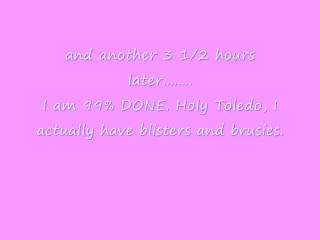 and another 3 1/2 hours
later........
I am 99% DONE. Holy Toledo, I
actually have blisters and brusies.